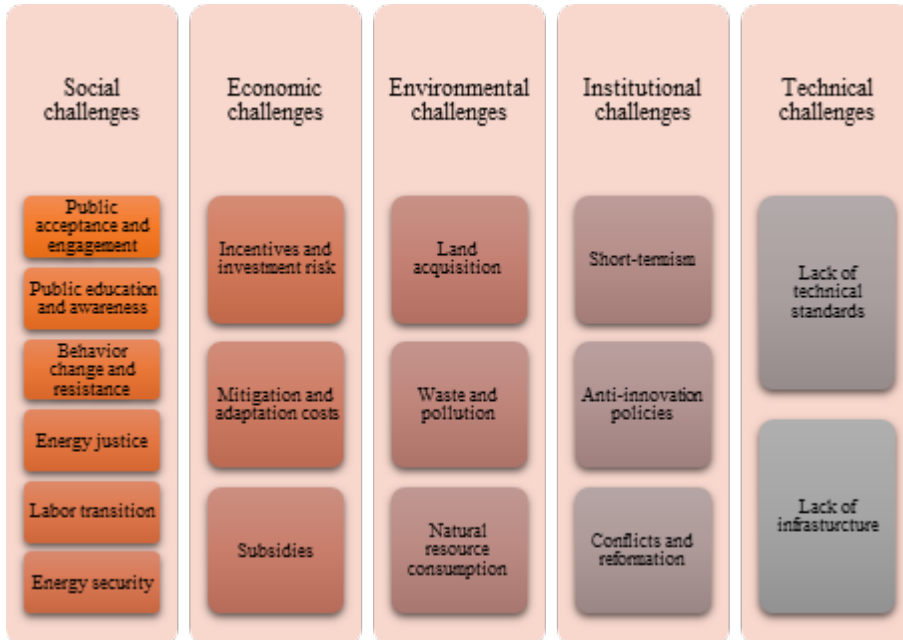 Social
challenges
Public
acceptance and
engagement
Public education
and awareness
Behavior
change and
resistance
Energy justice
Labor transition
Energy security
Economic
challenges
Incentives and
investment risk
Mitigation and
adaptation costs
Subsidies
Environmental
challenges
Land
acquisition
Waste and
pollution
Natural
resource
consumption
Institutional
challenges
Short-termism
Anti-innovation
policies
Conflicts and
reformation
Technical
challenges
Lack of
technical
standards
Lack of
infrasturcture